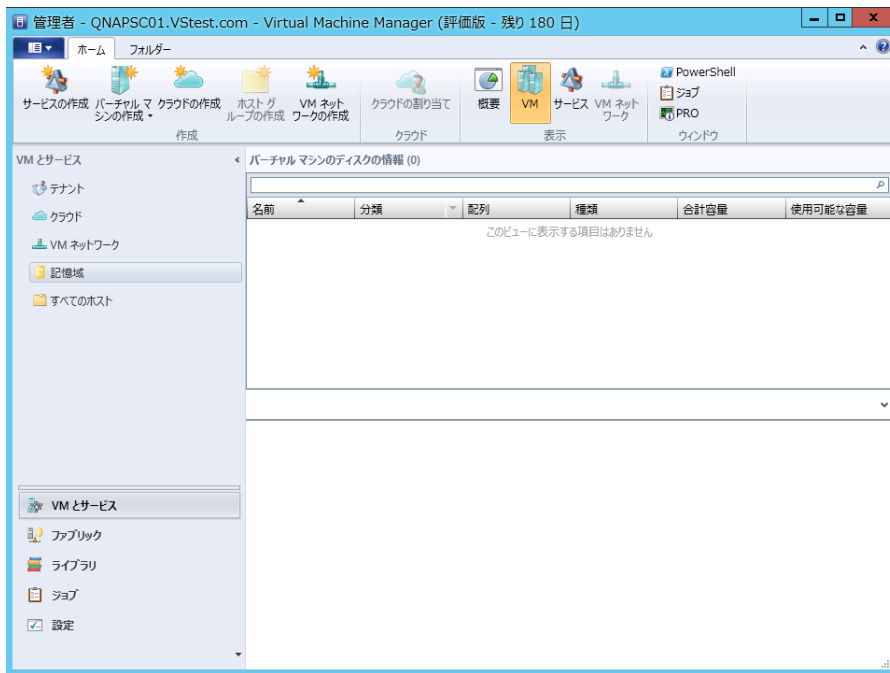 管理者 - QNAPSC01.VStest.com - Virtual Machine Manager (評価版 - 残り 180 日)
ホーム フォルダー
サービスの作成 バーチャル マシンの作成 クラウドの作成 ホスト グループの作成 VM ネットワークの作成 クラウドの割り当て 概要 VM サービス VM ネットワーク
PowerShell
ジョブ
PRO
作成 クラウド 表示 ウィンドウ
VM とサービス
テナント
クラウド
VM ネットワーク
記憶域
すべてのホスト
バーチャル マシンのディスクの情報 (0)
名前 分類 配列 種類 合計容量 使用可能な容量
このビューに表示する項目はありません
VM とサービス
ファブリック
ライブラリ
ジョブ
設定